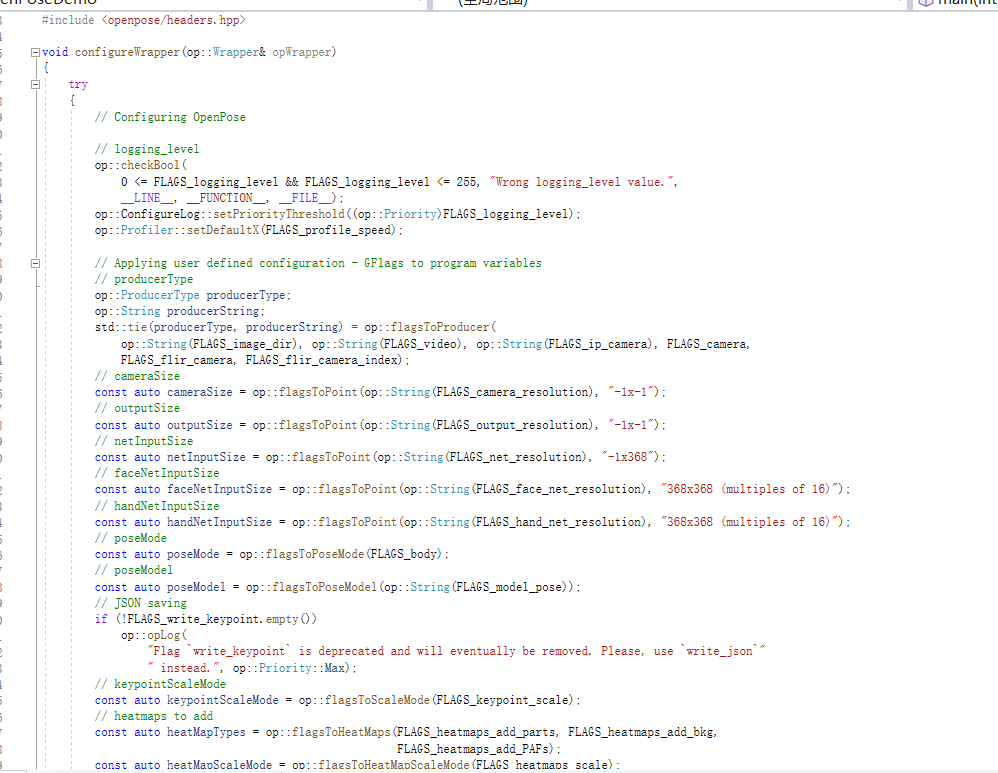 (全局范围)
#include <openpose/headers.hpp>
void configureWrapper(op::Wrapper& opWrapper)
{
try
{
// Configuring OpenPose
// logging_level
op::checkBool(
0 <= FLAGS_logging_level && FLAGS_logging_level <= 255, "Wrong logging_level value.",
__LINE__, __FUNCTION__, __FILE__);
op::ConfigureLog::setPriorityThreshold((op::Priority)FLAGS_logging_level);
op::Profiler::setDefaultX(FLAGS_profile_speed);
// Applying user defined configuration - GFlags to program variables
// producerType
op::ProducerType producerType;
op::String producerString;
std::tie(producerType, producerString) = op::flagsToProducer(
op::String(FLAGS_image_dir), op::String(FLAGS_video), op::String(FLAGS_ip_camera), FLAGS_camera,
FLAGS_flir_camera, FLAGS_flir_camera_index);
// cameraSize
const auto cameraSize = op::flagsToPoint(op::String(FLAGS_camera_resolution), "-1x-1");
// outputSize
const auto outputSize = op::flagsToPoint(op::String(FLAGS_output_resolution), "-1x-1");
// netInputSize
const auto netInputSize = op::flagsToPoint(op::String(FLAGS_net_resolution), "-1x368");
// faceNetInputSize
const auto faceNetInputSize = op::flagsToPoint(op::String(FLAGS_face_net_resolution), "368x368 (multiples of 16)");
// handNetInputSize
const auto handNetInputSize = op::flagsToPoint(op::String(FLAGS_hand_net_resolution), "368x368 (multiples of 16)");
// poseMode
const auto poseMode = op::flagsToPoseMode(FLAGS_body);
// poseModel
const auto poseModel = op::flagsToPoseModel(op::String(FLAGS_model_pose));
// JSON saving
if (!FLAGS_write_keypoint.empty())
op::opLog(
"Flag `write_keypoint` is deprecated and will eventually be removed. Please, use `write_json`"
" instead.", op::Priority::Max);
// keypointScaleMode
const auto keypointScaleMode = op::flagsToScaleMode(FLAGS_keypoint_scale);
// heatmaps to add
const auto heatMapTypes = op::flagsToHeatMaps(FLAGS_heatmaps_add_parts, FLAGS_heatmaps_add_bkg,
FLAGS_heatmaps_add_PAFs);
const auto heatMapScaleMode = op::flagsToHeatMapScaleMode(FLAGS_heatmaps_scale);